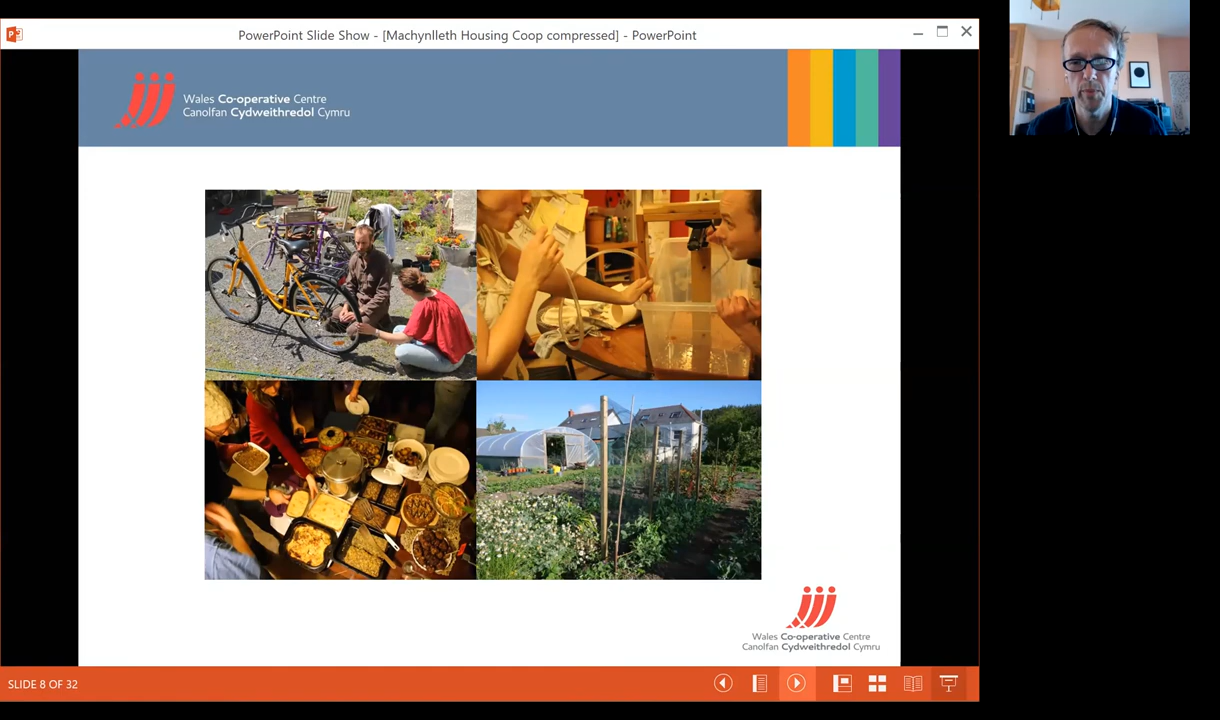 PowerPoint Slide Show - [Machynlleth Housing Coop compressed] - PowerPoint
Wales Co-operative Centre
Canolfan Cydweithredol Cymru
Wales Co-operative Centre
Canolfan Cydweithredol Cymru
SLIDE 8 OF 32